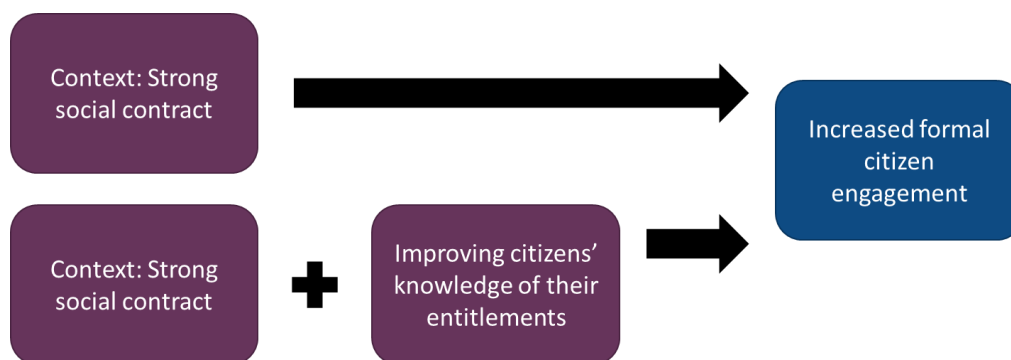 Context: Strong
social contract
Increased formal
citizen
engagement
Context: Strong
social contract
Improving citizens’
knowledge of their
entitlements